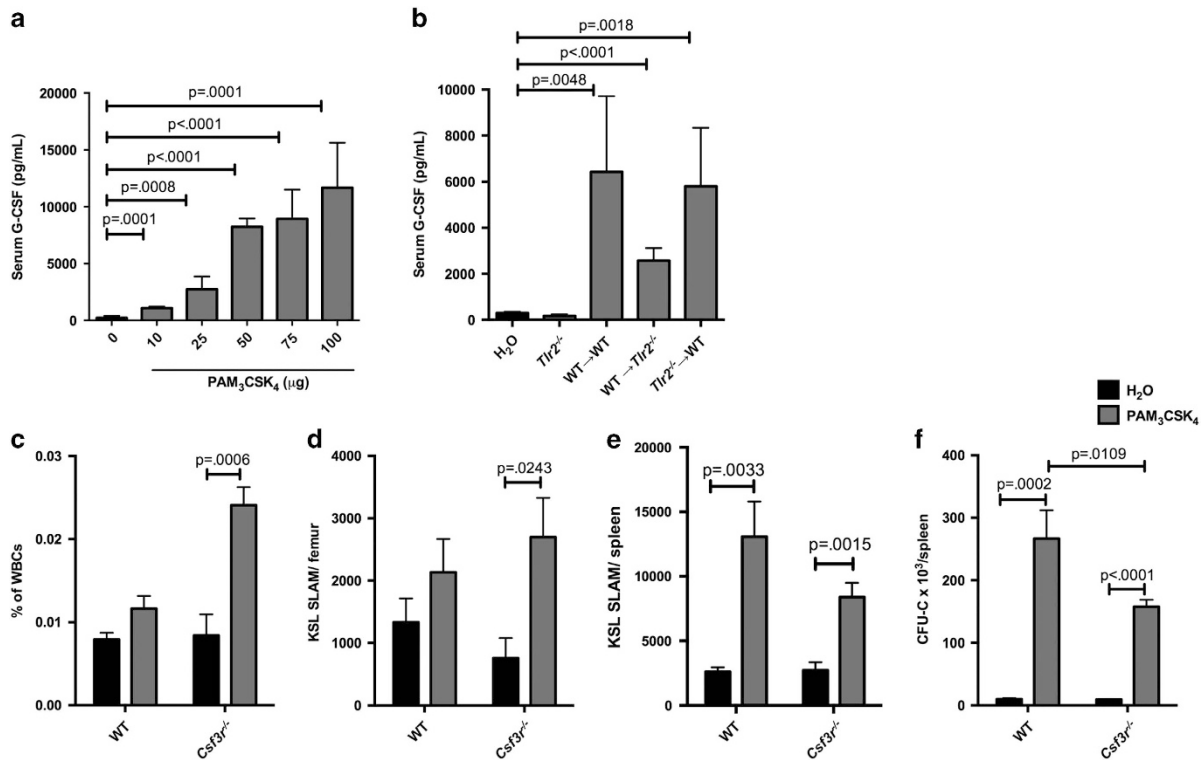 a
20000
15000
10000
5000
0
Serum G-CSF (pg/mL)
p=.0001
p<.0001
p<.0001
p=.0008
p=.0001
0 10 25 50 75 100
PAM₃CSK₄ (μg)
b
10000
8000
6000
4000
2000
0
Serum G-CSF (pg/mL)
p=.0018
p<.0001
p=.0048
H₂O Tlr2⁻/⁻ WT→WT WT→Tlr2⁻/⁻ Tlr2⁻/⁻→WT
H₂O
PAM₃CSK₄
c
0.03
0.02
0.01
0.00
% of WBCs
p=.0006
WT Csf3r⁻/⁻
d
4000
3000
2000
1000
0
KSL SLAM/ femur
p=.0243
WT Csf3r⁻/⁻
e
20000
15000
10000
5000
0
KSL SLAM/ spleen
p=.0033
p=.0015
WT Csf3r⁻/⁻
f
400
300
200
100
0
CFU-C x 10³/spleen
p=.0109
p=.0002
p<.0001
WT Csf3r⁻/⁻